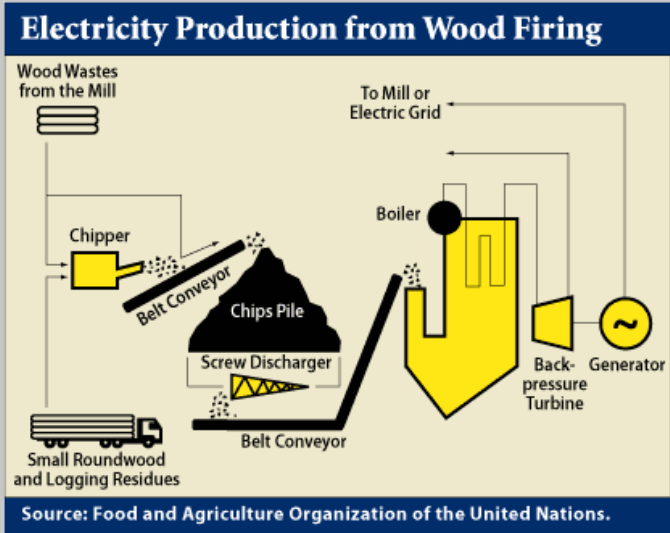 Electricity Production from Wood Firing
Wood Wastes
from the Mill
To Mill or
Electric Grid
Boiler
Chipper
Belt Conveyor
Chips Pile
Screw Discharger
Back-
pressure
Turbine
Generator
~
Belt Conveyor
Small Roundwood
and Logging Residues
Source: Food and Agriculture Organization of the United Nations.